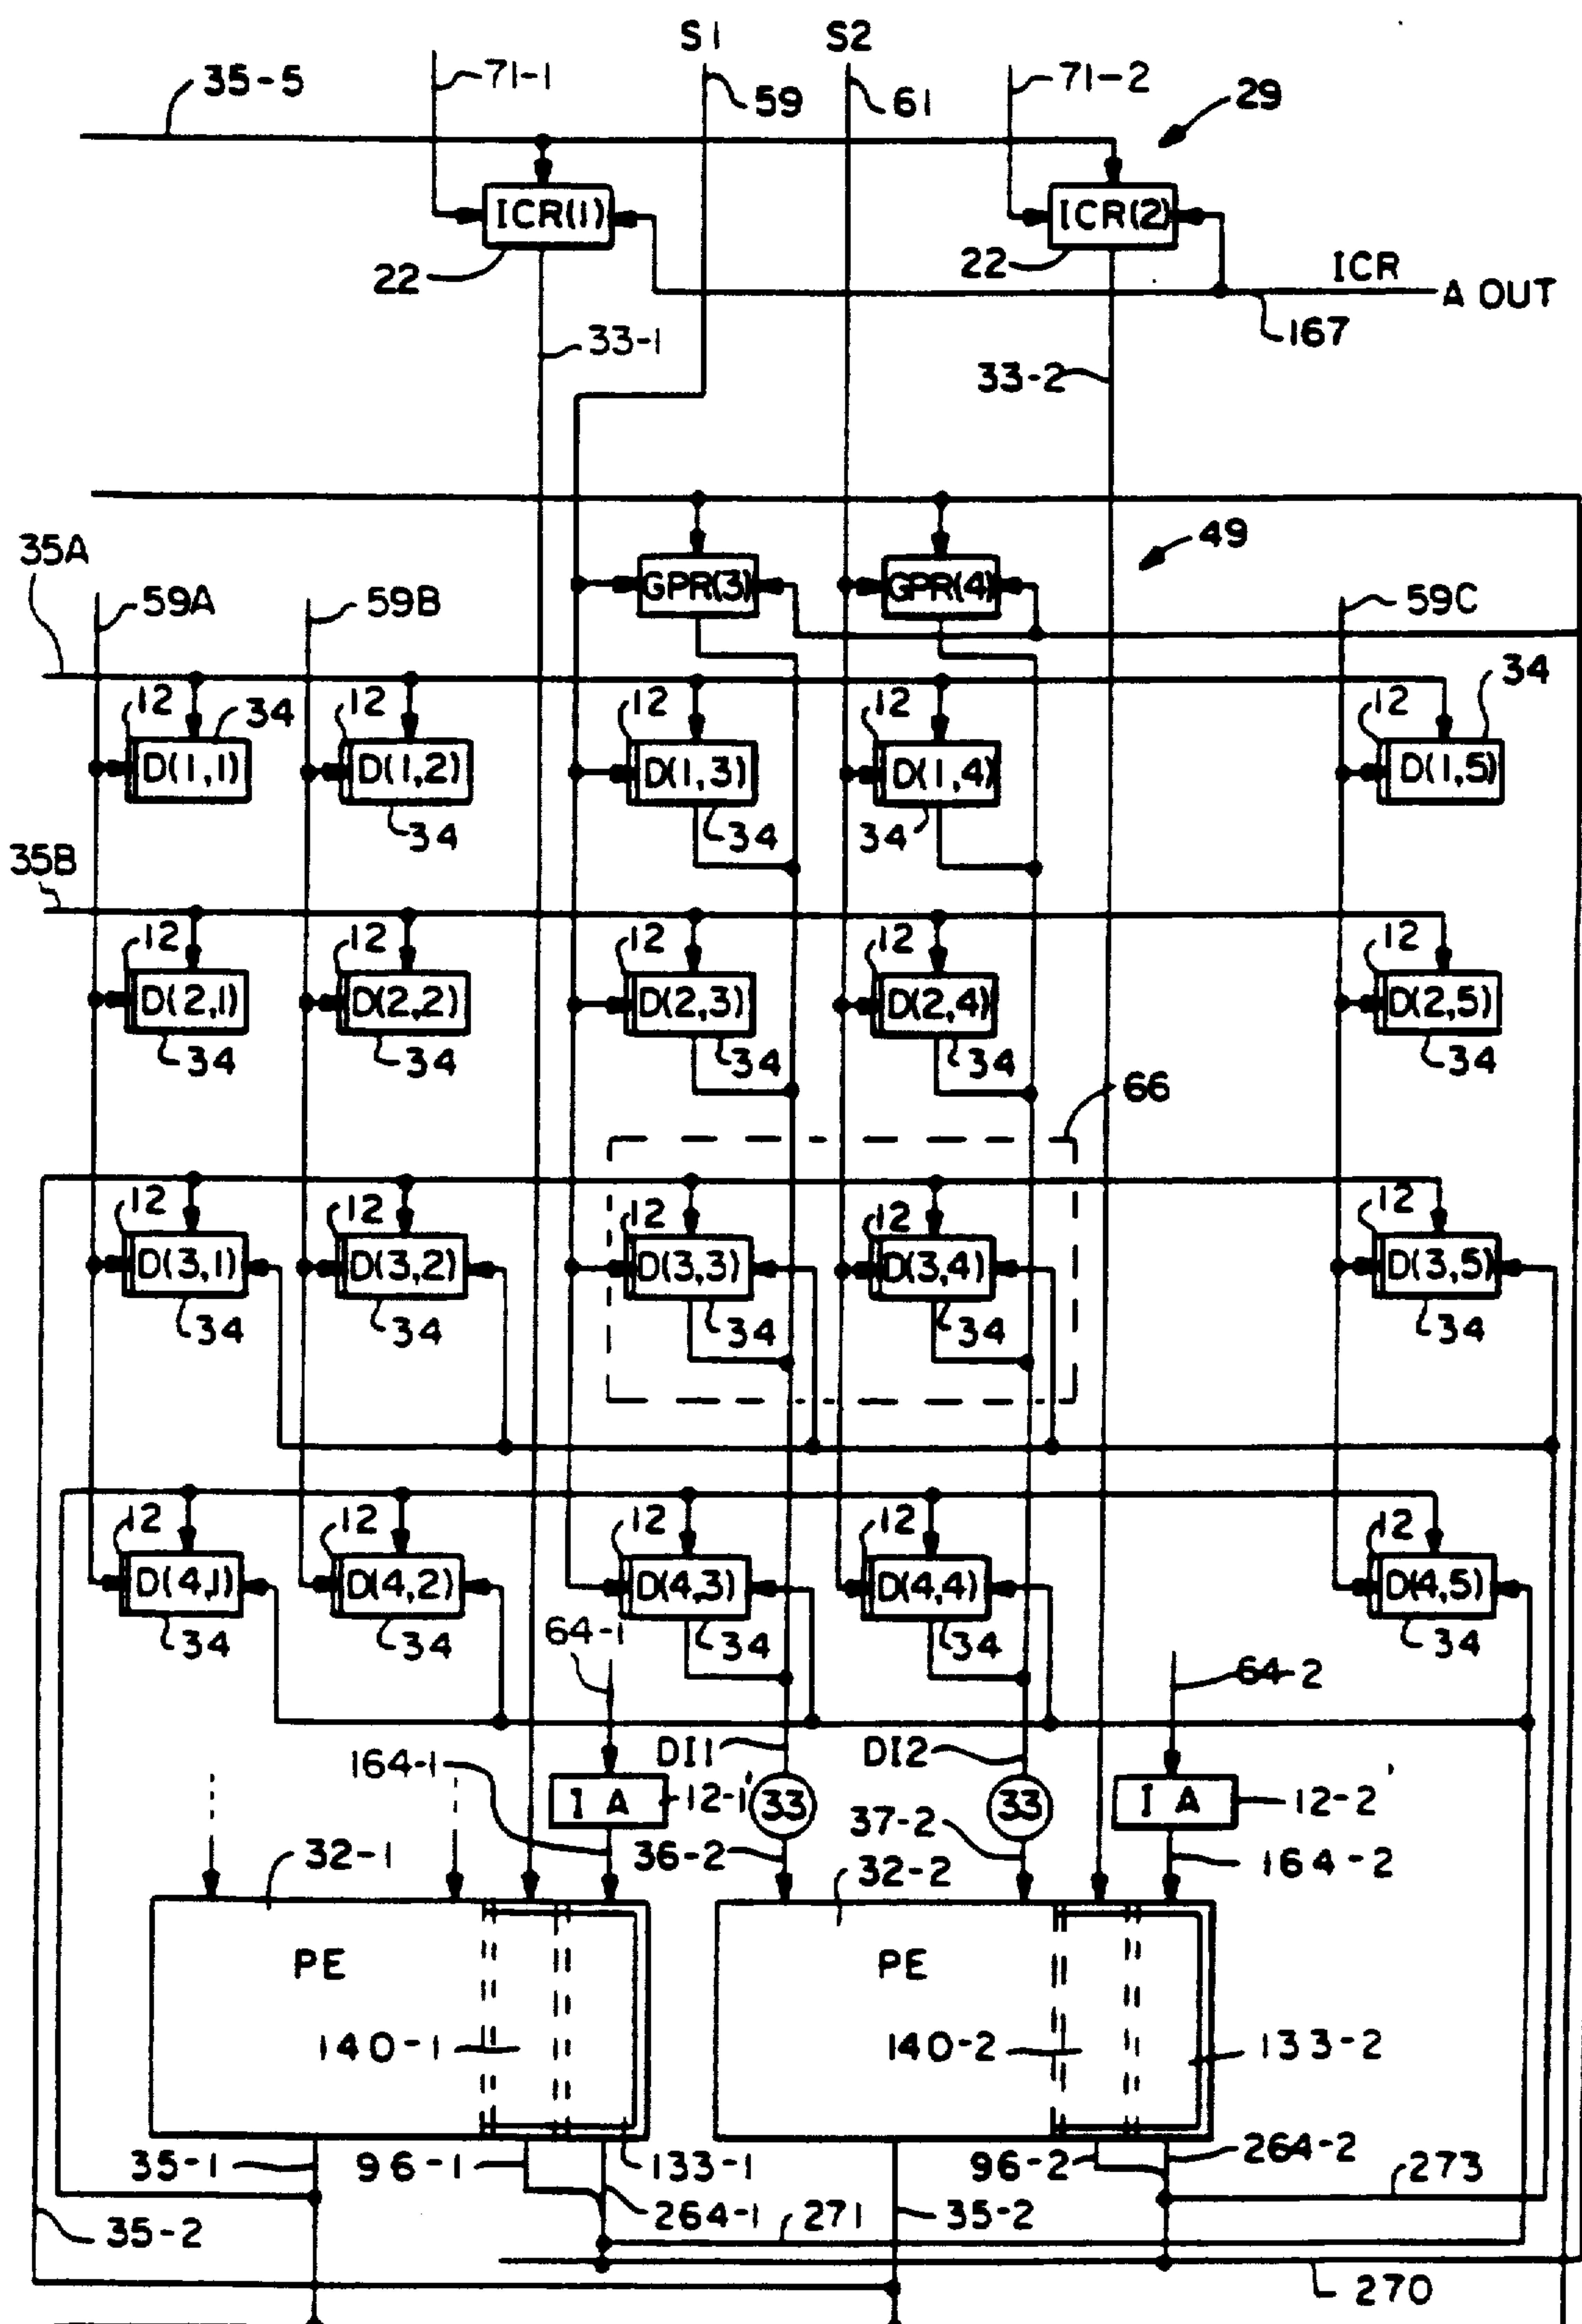 S1 S2
35-5 71-1 59 61 71-2 29
ICR(1) ICR(2)
22 22 ICR
A OUT
167
33-1 33-2
49
35A GPR(3) GPR(4)
59A 59B 59C
12 34 12 12 12 12 34
D(1,1) D(1,2) D(1,3) D(1,4) D(1,5)
34 34 34
35B
12 12 12 12 12
D(2,1) D(2,2) D(2,3) D(2,4) D(2,5)
34 34 34 34 34
66
12 12 12 12 12
D(3,1) D(3,2) D(3,3) D(3,4) D(3,5)
34 34 34 34 34
12 12 12 12 12
D(4,1) D(4,2) D(4,3) D(4,4) D(4,5)
34 34 34 34 34
64-1 64-2
164-1 DI1 DI2
IA 12-1' 33 33 IA 12-2'
36-2 37-2
32-1 32-2 164-2
PE PE
140-1 140-2 133-2
35-1 96-1 133-1 96-2 264-2 273
35-2 264-1 271 35-2
270